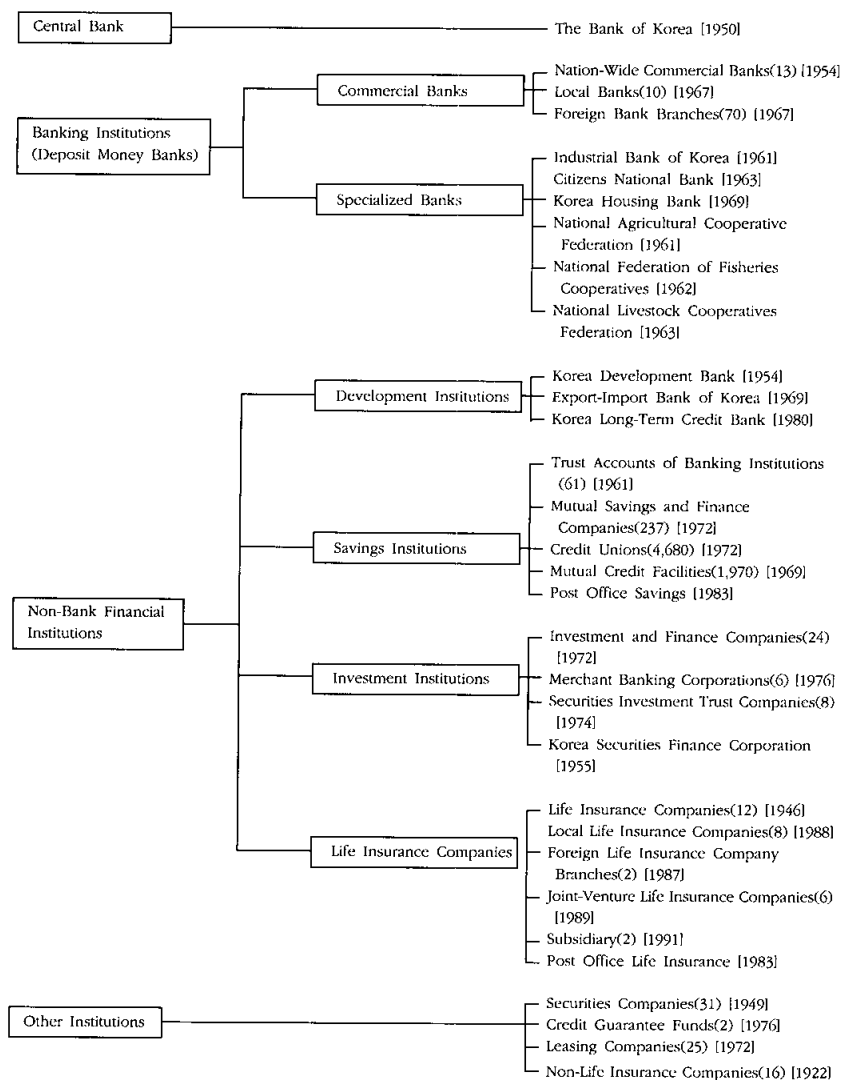 Central Bank
The Bank of Korea [1950]
Banking Institutions
(Deposit Money Banks)
Commercial Banks
Nation-Wide Commercial Banks(13) [1954]
Local Banks(10) [1967]
Foreign Bank Branches(70) [1967]
Specialized Banks
Industrial Bank of Korea [1961]
Citizens National Bank [1963]
Korea Housing Bank [1969]
National Agricultural Cooperative
Federation [1961]
National Federation of Fisheries
Cooperatives [1962]
National Livestock Cooperatives
Federation [1963]
Non-Bank Financial
Institutions
Development Institutions
Korea Development Bank [1954]
Export-Import Bank of Korea [1969]
Korea Long-Term Credit Bank [1980]
Savings Institutions
Trust Accounts of Banking Institutions
(61) [1961]
Mutual Savings and Finance
Companies(237) [1972]
Credit Unions(4,680) [1972]
Mutual Credit Facilities(1,970) [1969]
Post Office Savings [1983]
Investment Institutions
Investment and Finance Companies(24)
[1972]
Merchant Banking Corporations(6) [1976]
Securities Investment Trust Companies(8)
[1974]
Korea Securities Finance Corporation
[1955]
Life Insurance Companies
Life Insurance Companies(12) [1946]
Local Life Insurance Companies(8) [1988]
Foreign Life Insurance Company
Branches(2) [1987]
Joint-Venture Life Insurance Companies(6)
[1989]
Subsidiary(2) [1991]
Post Office Life Insurance [1983]
Other Institutions
Securities Companies(31) [1949]
Credit Guarantee Funds(2) [1976]
Leasing Companies(25) [1972]
Non-Life Insurance Companies(16) [1922]